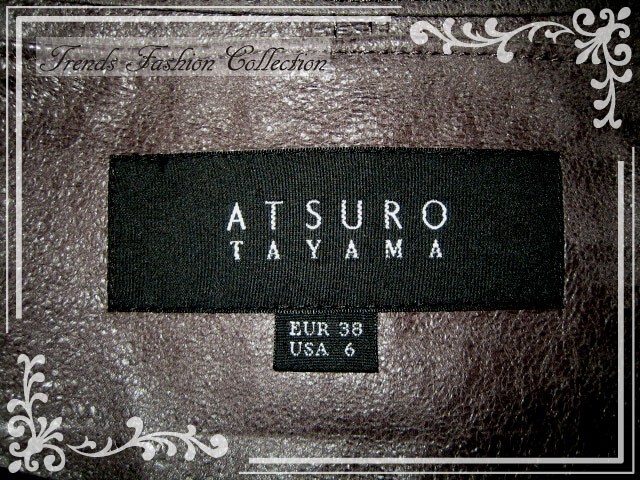 Trends Fashion Collection
ATSURO
TAYAMA
EUR 38
USA 6